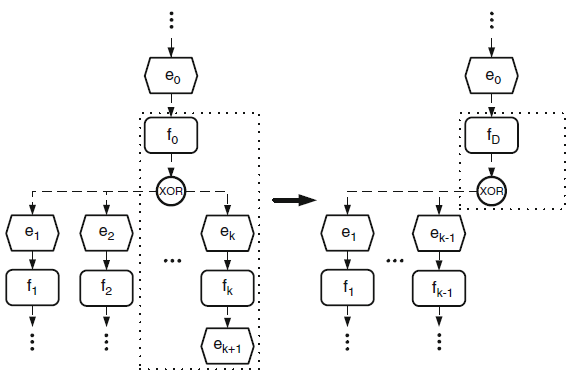 e0 e0
f0 fD
XOR XOR
e1 e2 ek e1 ek-1
f1 f2 fk f1 fk-1
ek+1